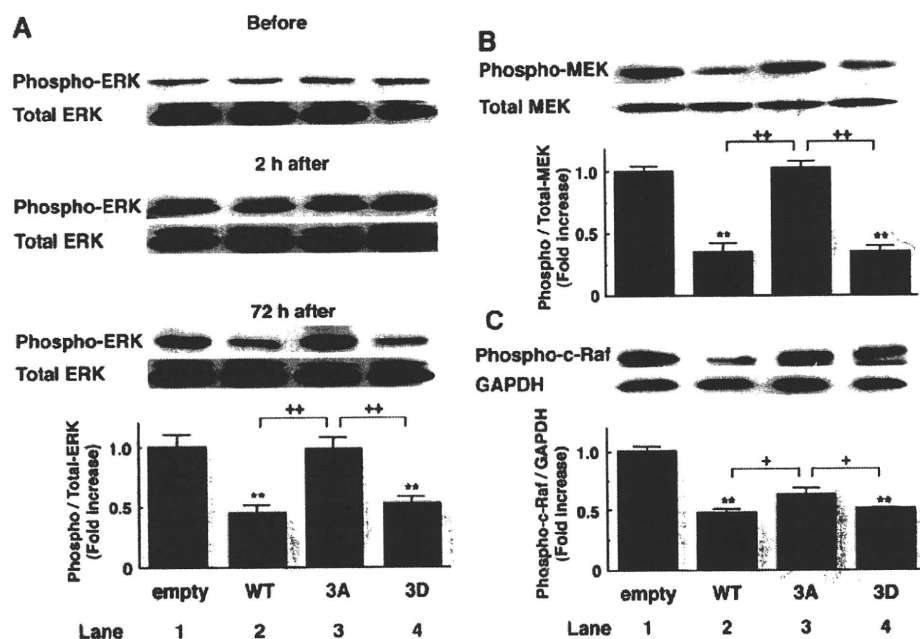 A
Before
Phospho-ERK
Total ERK
2 h after
Phospho-ERK
Total ERK
72 h after
Phospho-ERK
Total ERK
++ ++
Phospho / Total-ERK
(Fold increase)
1.0
0.5
0
** **
empty WT 3A 3D
Lane 1 2 3 4
B
Phospho-MEK
Total MEK
++ ++
Phospho / Total-MEK
(Fold increase)
1.0
0.5
0
** **
C
Phospho-c-Raf
GAPDH
+ +
Phospho-c-Raf / GAPDH
(Fold increase)
1.0
0.5
0
** **
empty WT 3A 3D
Lane 1 2 3 4